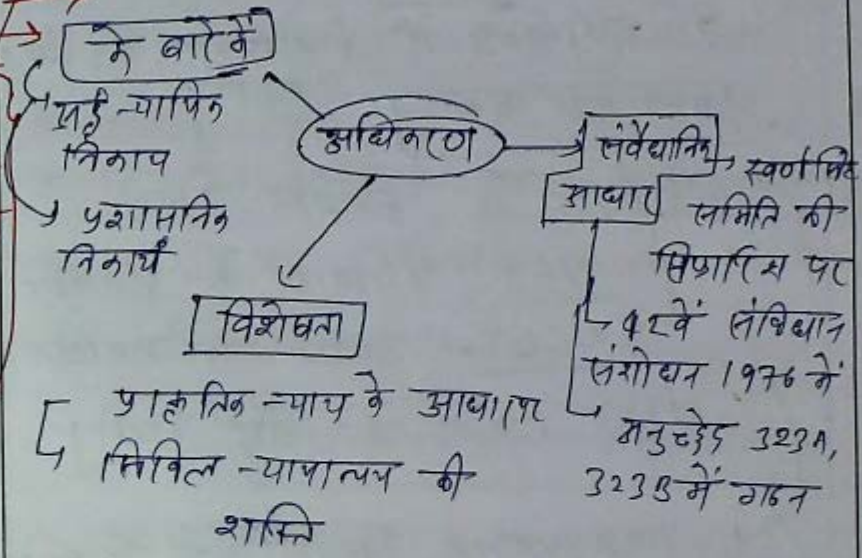 के बारे में
अर्द्ध-न्यायिक
निकाय
प्रशासनिक
निकाय
अधिकरण
संवैधानिक
आधार
स्वर्ण सिंह
समिति की
सिफारिस पर
42वें संविधान
संशोधन 1976 में
अनुच्छेद 323A,
323B में गठन
विशेषता
प्राकृतिक न्याय के आधार पर
सिविल न्यायालय की
शक्ति